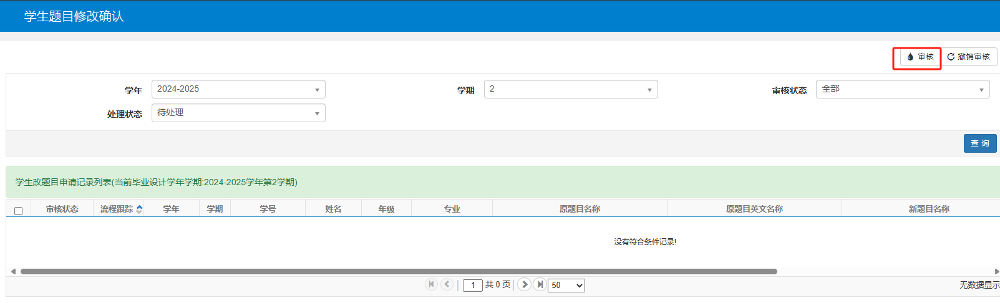 学生题目修改确认
审核 撤销审核
学年 2024-2025 学期 2 审核状态 全部
处理状态 待处理
查 询
学生改题目申请记录列表(当前毕业设计学年学期:2024-2025学年第2学期)
审核状态 流程跟踪 学年 学期 学号 姓名 年级 专业 原题目名称 原题目英文名称 新题目名称
没有符合条件记录!
1 共 0 页 50 无数据显示